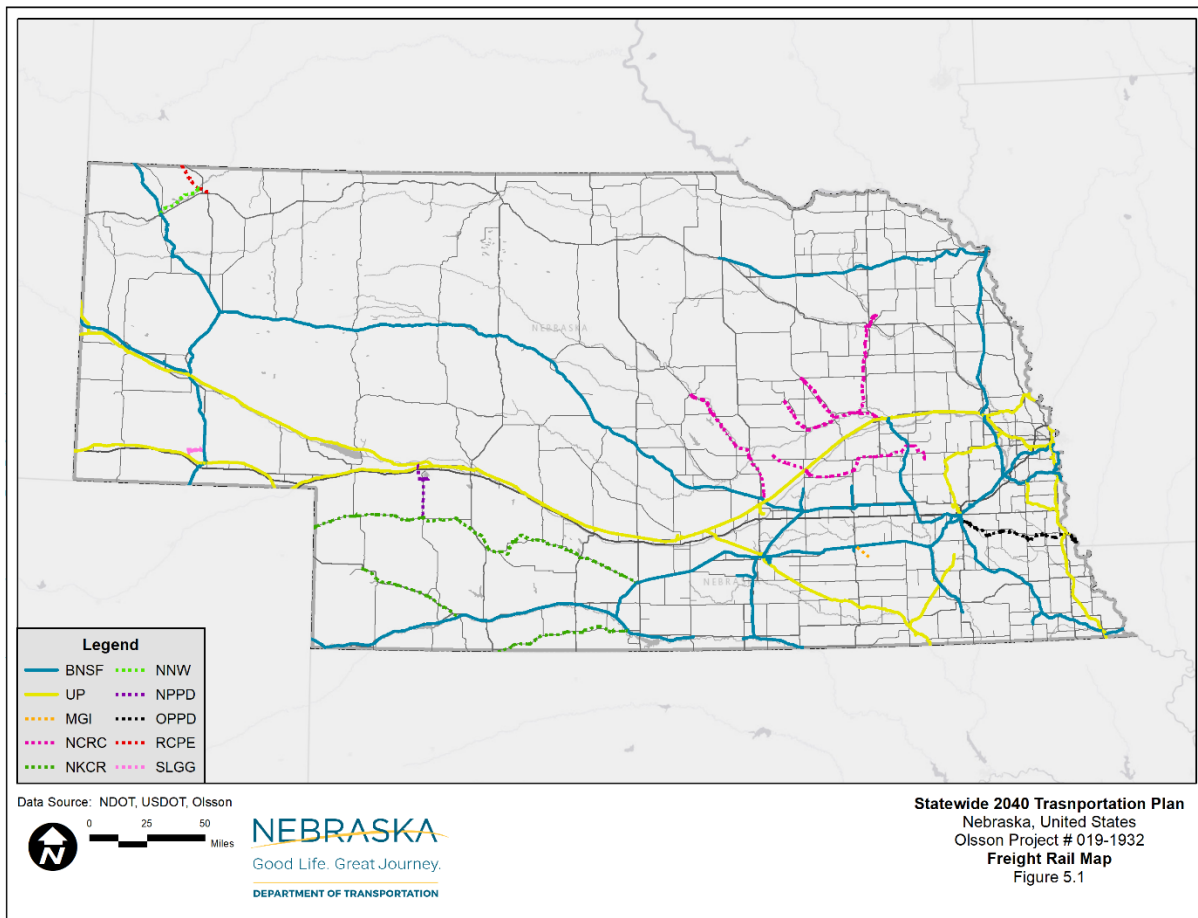 NEBRASKA
NEBRASKA
Legend
BNSF
NNW
UP
NPPD
MGI
OPPD
NCRC
RCPE
NKCR
SLGG
Data Source: NDOT, USDOT, Olsson
N
0 25 50
Miles
NEBRASKA
Good Life. Great Journey.
DEPARTMENT OF TRANSPORTATION
Statewide 2040 Trasnportation Plan
Nebraska, United States
Olsson Project # 019-1932
Freight Rail Map
Figure 5.1